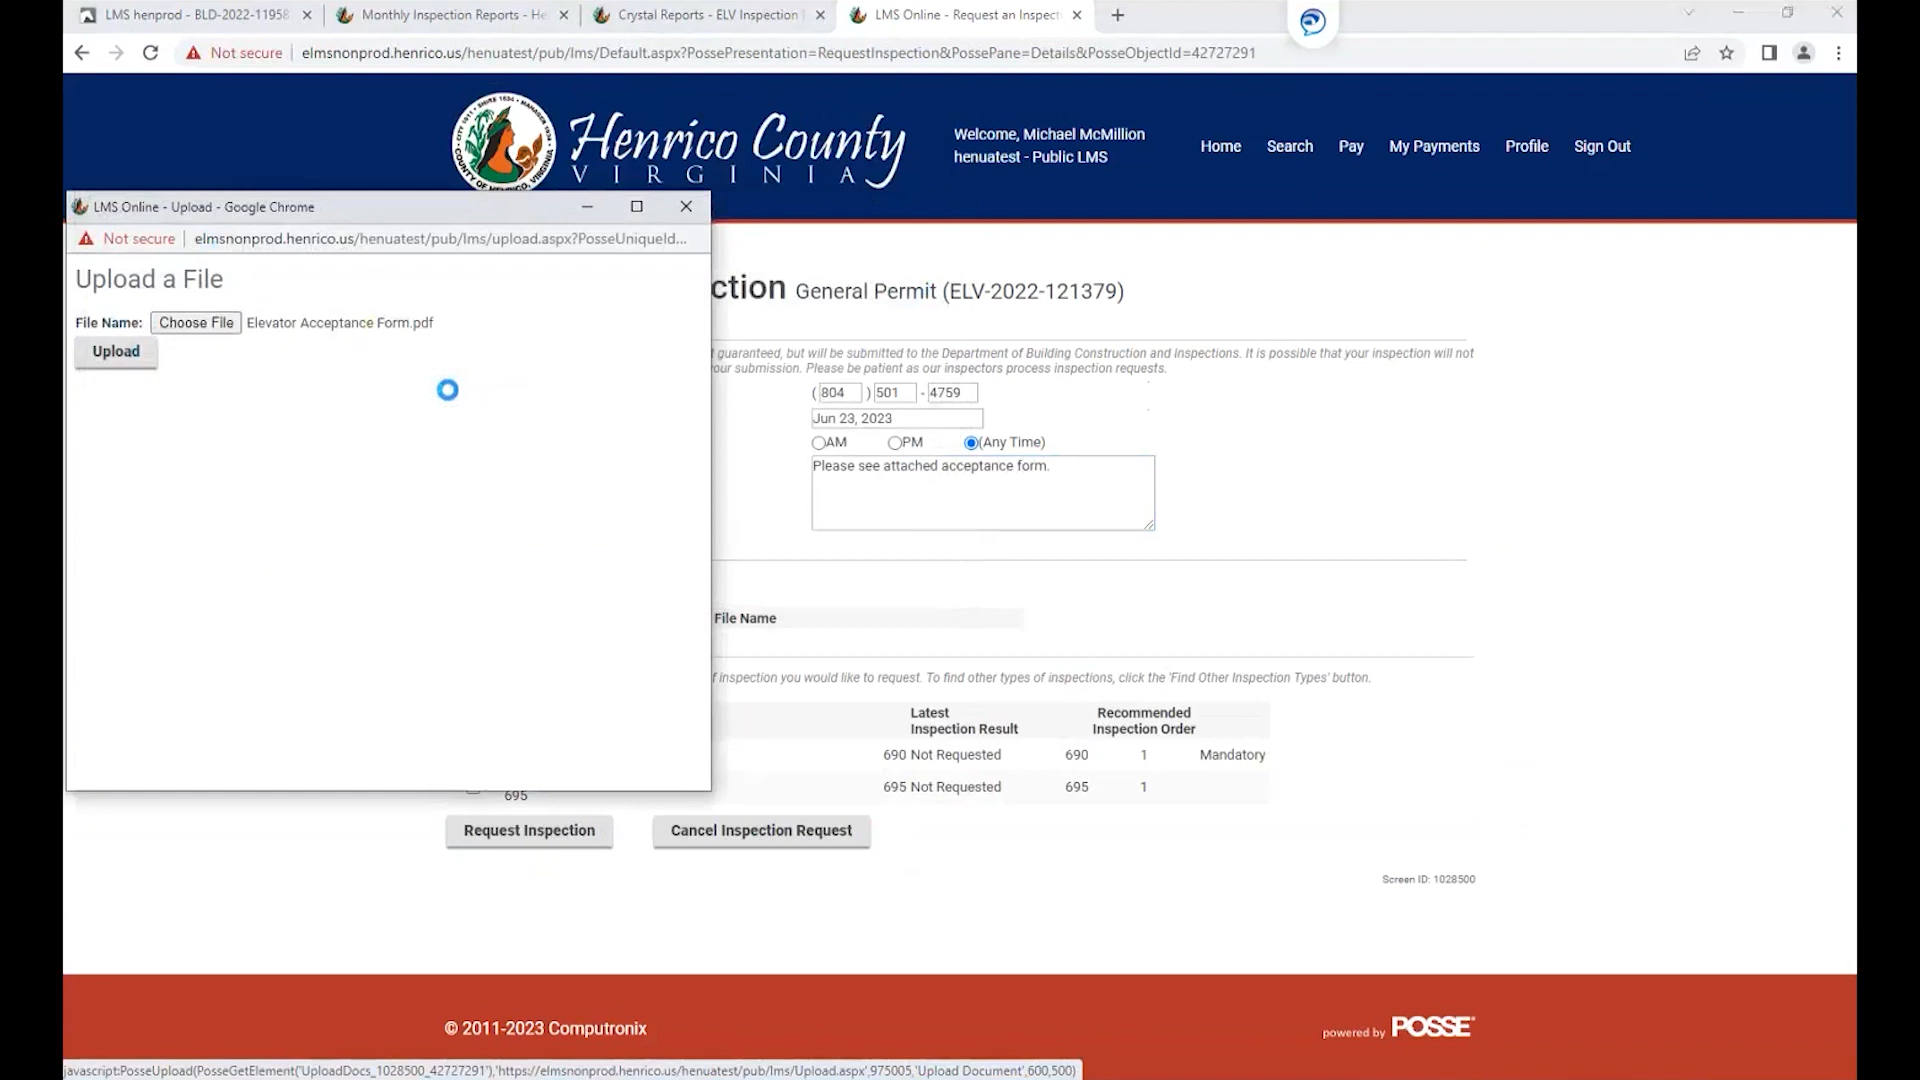 LMS henprod - BLD-2022-11958
Monthly Inspection Reports - He
Crystal Reports - ELV Inspection
LMS Online - Request an Inspect
Not secure
elmsnonprod.henrico.us/henuatest/pub/lms/Default.aspx?PossePresentation=RequestInspection&PossePane=Details&PosseObjectId=42727291
Henrico County
VIRGINIA
Welcome, Michael McMillion
henuatest - Public LMS
Home
Search
Pay
My Payments
Profile
Sign Out
LMS Online - Upload - Google Chrome
Not secure
elmsnonprod.henrico.us/henuatest/pub/lms/upload.aspx?PosseUniqueId...
Upload a File
File Name: Choose File Elevator Acceptance Form.pdf
Upload
ction General Permit (ELV-2022-121379)
guaranteed, but will be submitted to the Department of Building Construction and Inspections. It is possible that your inspection will not
our submission. Please be patient as our inspectors process inspection requests.
(804) 501 - 4759
Jun 23, 2023
AM PM (Any Time)
Please see attached acceptance form.
File Name
f inspection you would like to request. To find other types of inspections, click the 'Find Other Inspection Types' button.
Latest Inspection Result
Recommended Inspection Order
690 Not Requested 690 1 Mandatory
695 Not Requested 695 1
695
Request Inspection
Cancel Inspection Request
Screen ID: 1028500
© 2011-2023 Computronix
powered by POSSE
javascript:PosseUpload(PosseGetElement('UploadDocs_1028500_42727291'),'https://elmsnonprod.henrico.us/henuatest/pub/lms/Upload.aspx',975005,'Upload Document',600,500)